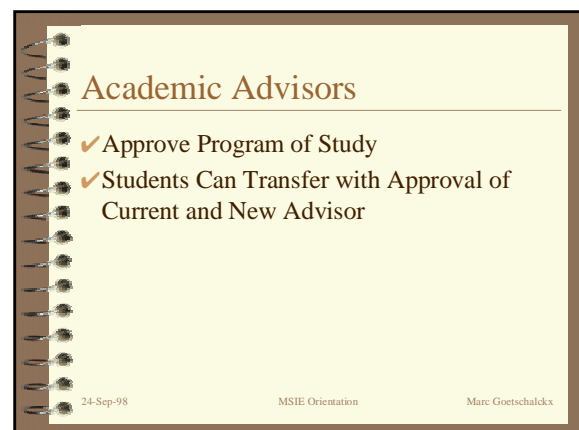 Academic Advisors
✔Approve Program of Study
✔Students Can Transfer with Approval of
Current and New Advisor
24-Sep-98 MSIE Orientation Marc Goetschalckx